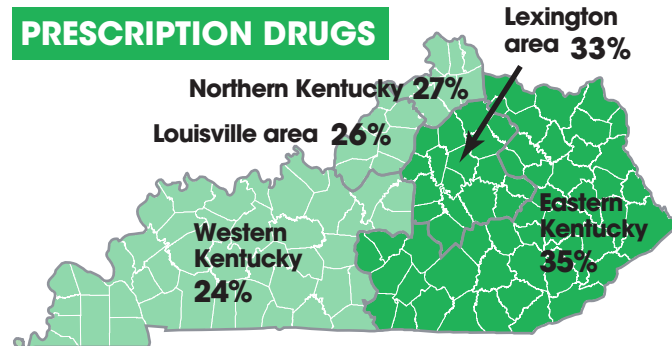 PRESCRIPTION DRUGS
Lexington
area 33%
Northern Kentucky 27%
Louisville area 26%
Western
Kentucky
24%
Eastern
Kentucky
35%